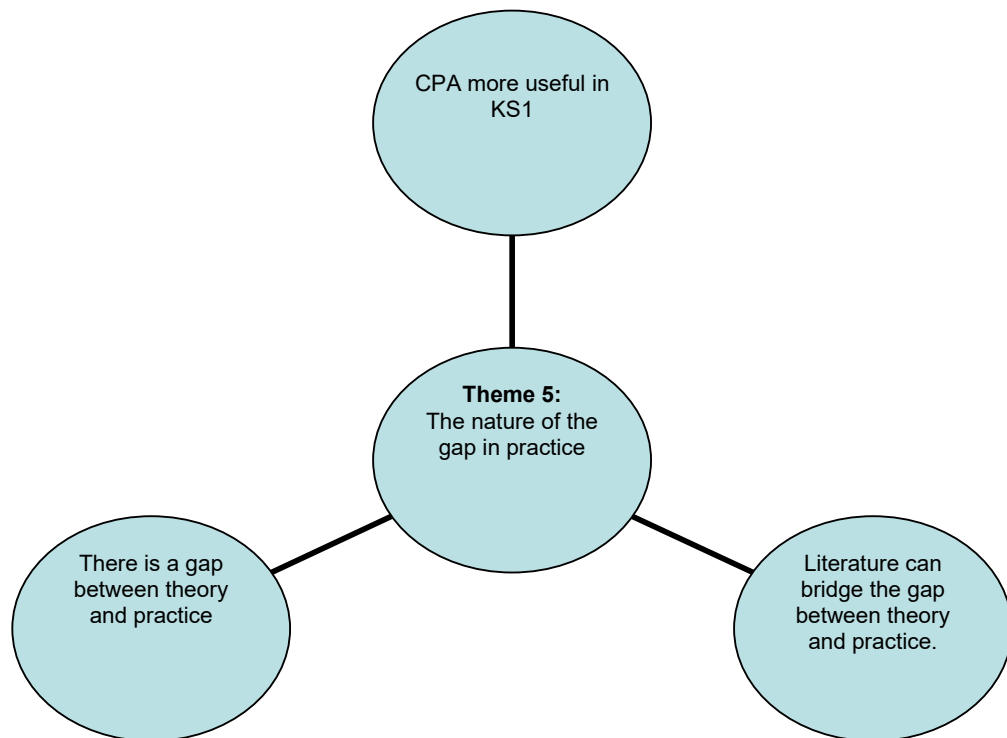 CPA more useful in
KS1
Theme 5:
The nature of the
gap in practice
There is a gap
between theory
and practice
Literature can
bridge the gap
between theory
and practice.